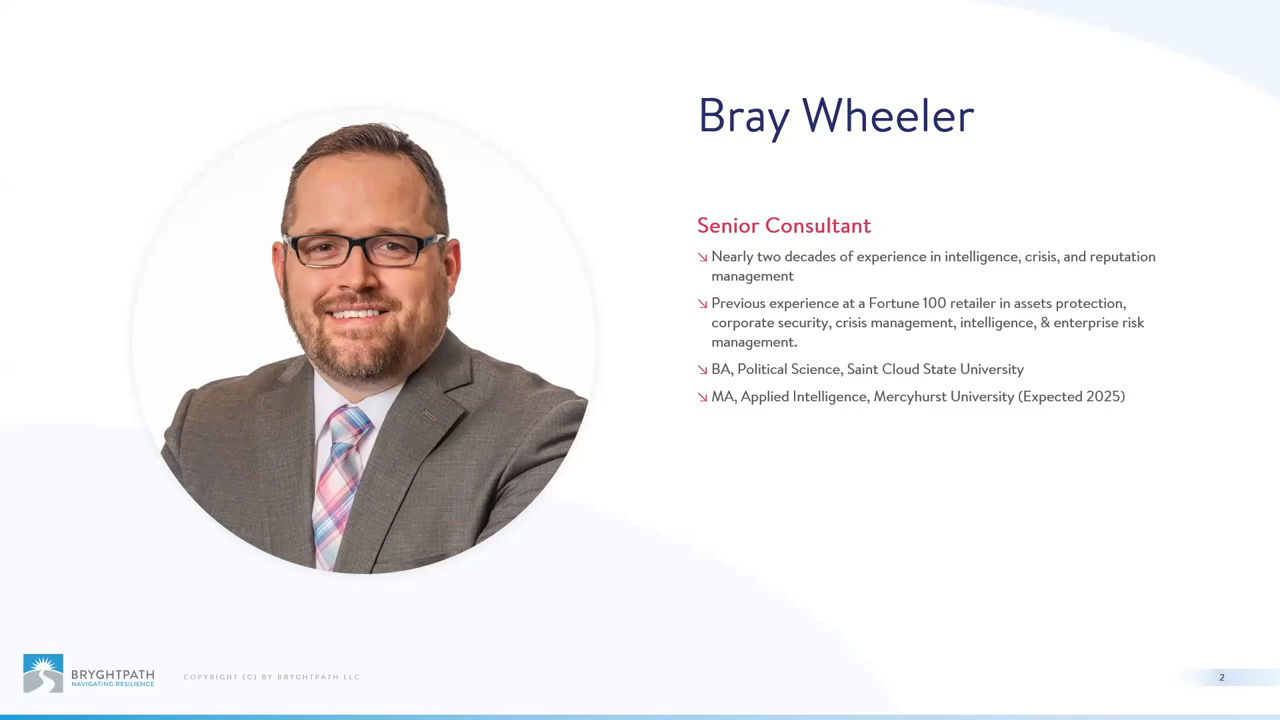 Bray Wheeler
Senior Consultant
↘ Nearly two decades of experience in intelligence, crisis, and reputation
management
↘ Previous experience at a Fortune 100 retailer in assets protection,
corporate security, crisis management, intelligence, & enterprise risk
management.
↘ BA, Political Science, Saint Cloud State University
↘ MA, Applied Intelligence, Mercyhurst University (Expected 2025)
BRYGHTPATH
NAVIGATING RESILIENCE
COPYRIGHT (C) BY BRYGHTPATH LLC
2